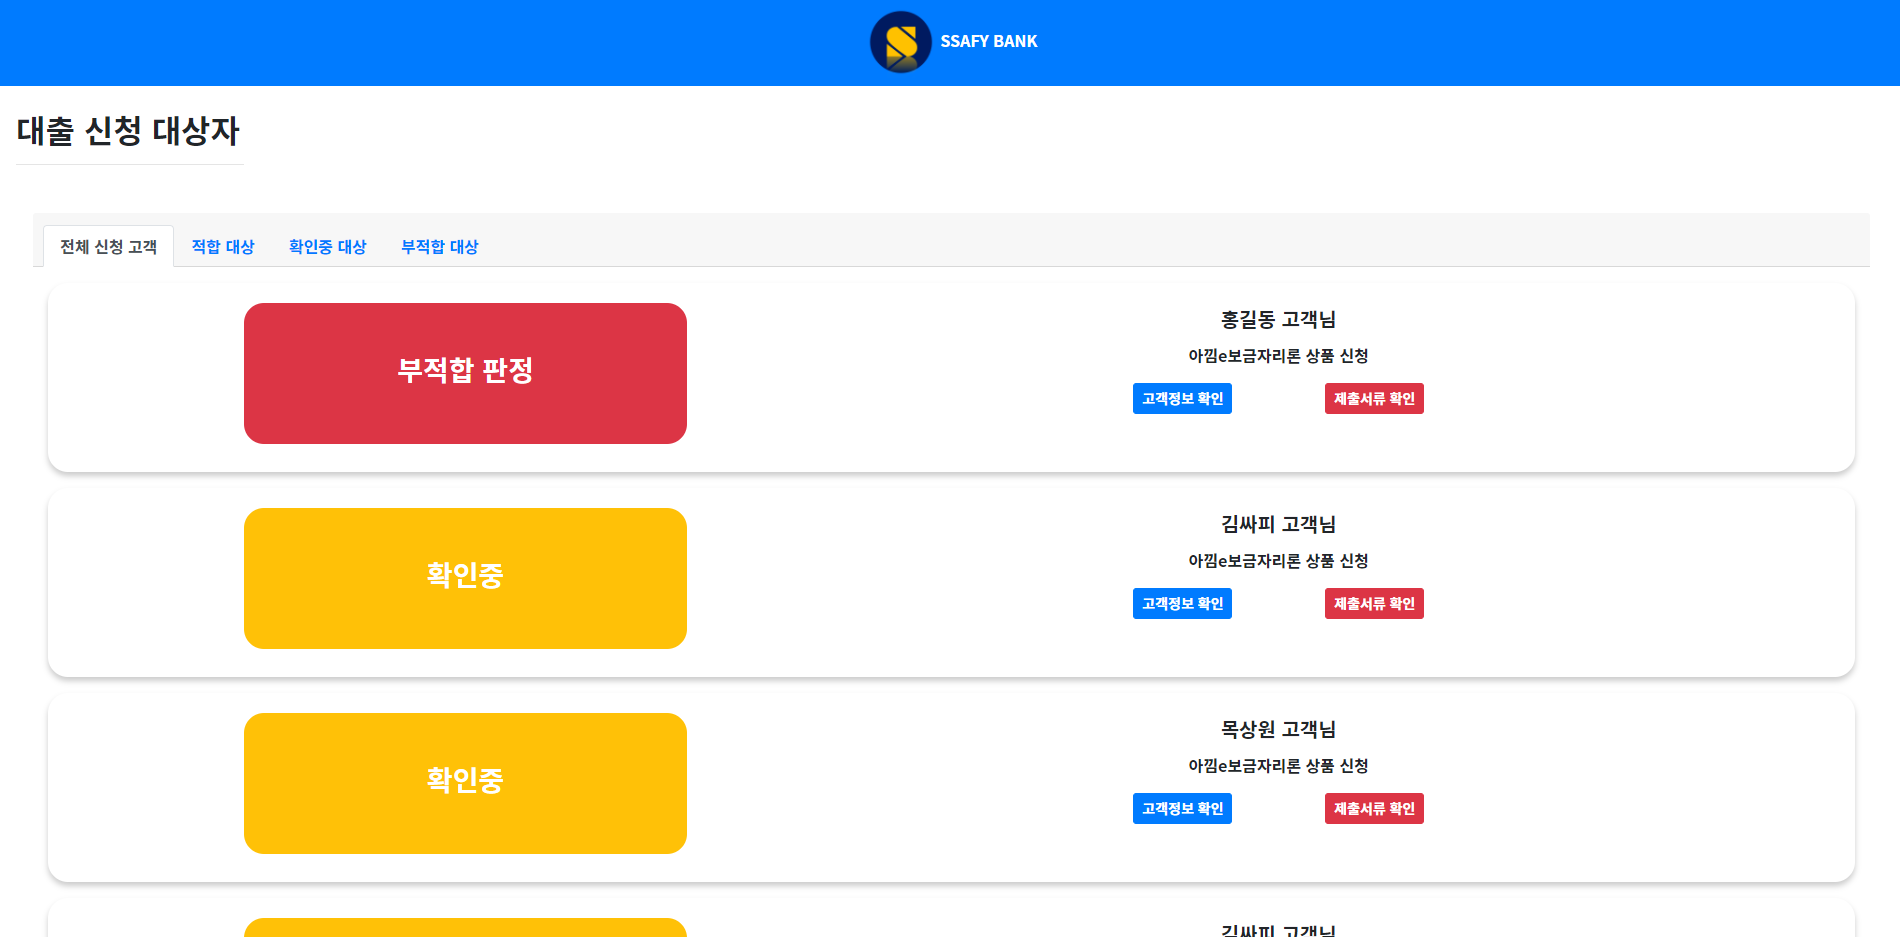 SSAFY BANK
대출 신청 대상자
전체 신청 고객 적합 대상 확인중 대상 부적합 대상
부적합 판정
홍길동 고객님
아낌e보금자리론 상품 신청
고객정보 확인 제출서류 확인
확인중
김싸피 고객님
아낌e보금자리론 상품 신청
고객정보 확인 제출서류 확인
확인중
목상원 고객님
아낌e보금자리론 상품 신청
고객정보 확인 제출서류 확인
김싸피 고객님